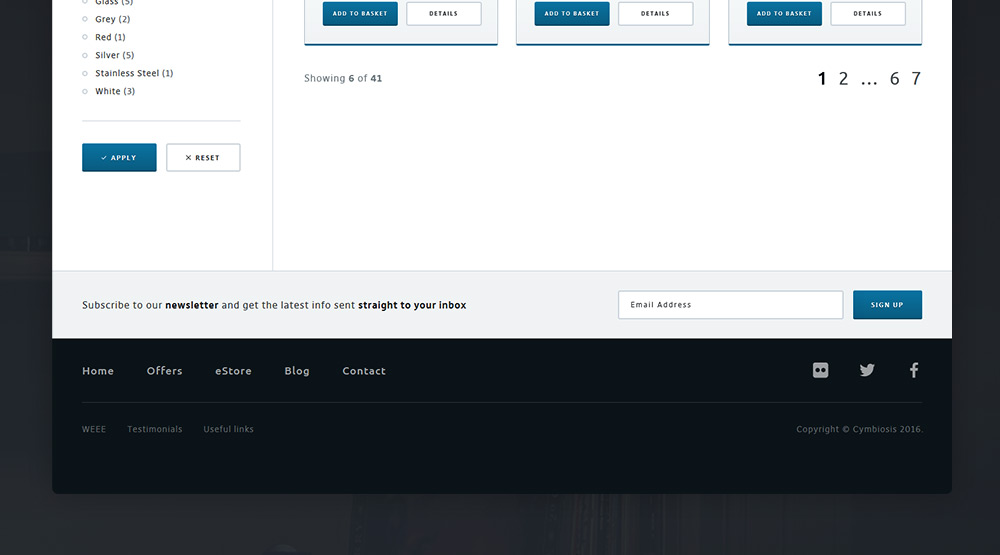 Glass (5)
Grey (2)
Red (1)
Silver (5)
Stainless Steel (1)
White (3)
✓ APPLY
✕ RESET
ADD TO BASKET
DETAILS
ADD TO BASKET
DETAILS
ADD TO BASKET
DETAILS
Showing 6 of 41
1 2 ... 6 7
Subscribe to our newsletter and get the latest info sent straight to your inbox
Email Address
SIGN UP
Home
Offers
eStore
Blog
Contact
WEEE
Testimonials
Useful links
Copyright © Cymbiosis 2016.